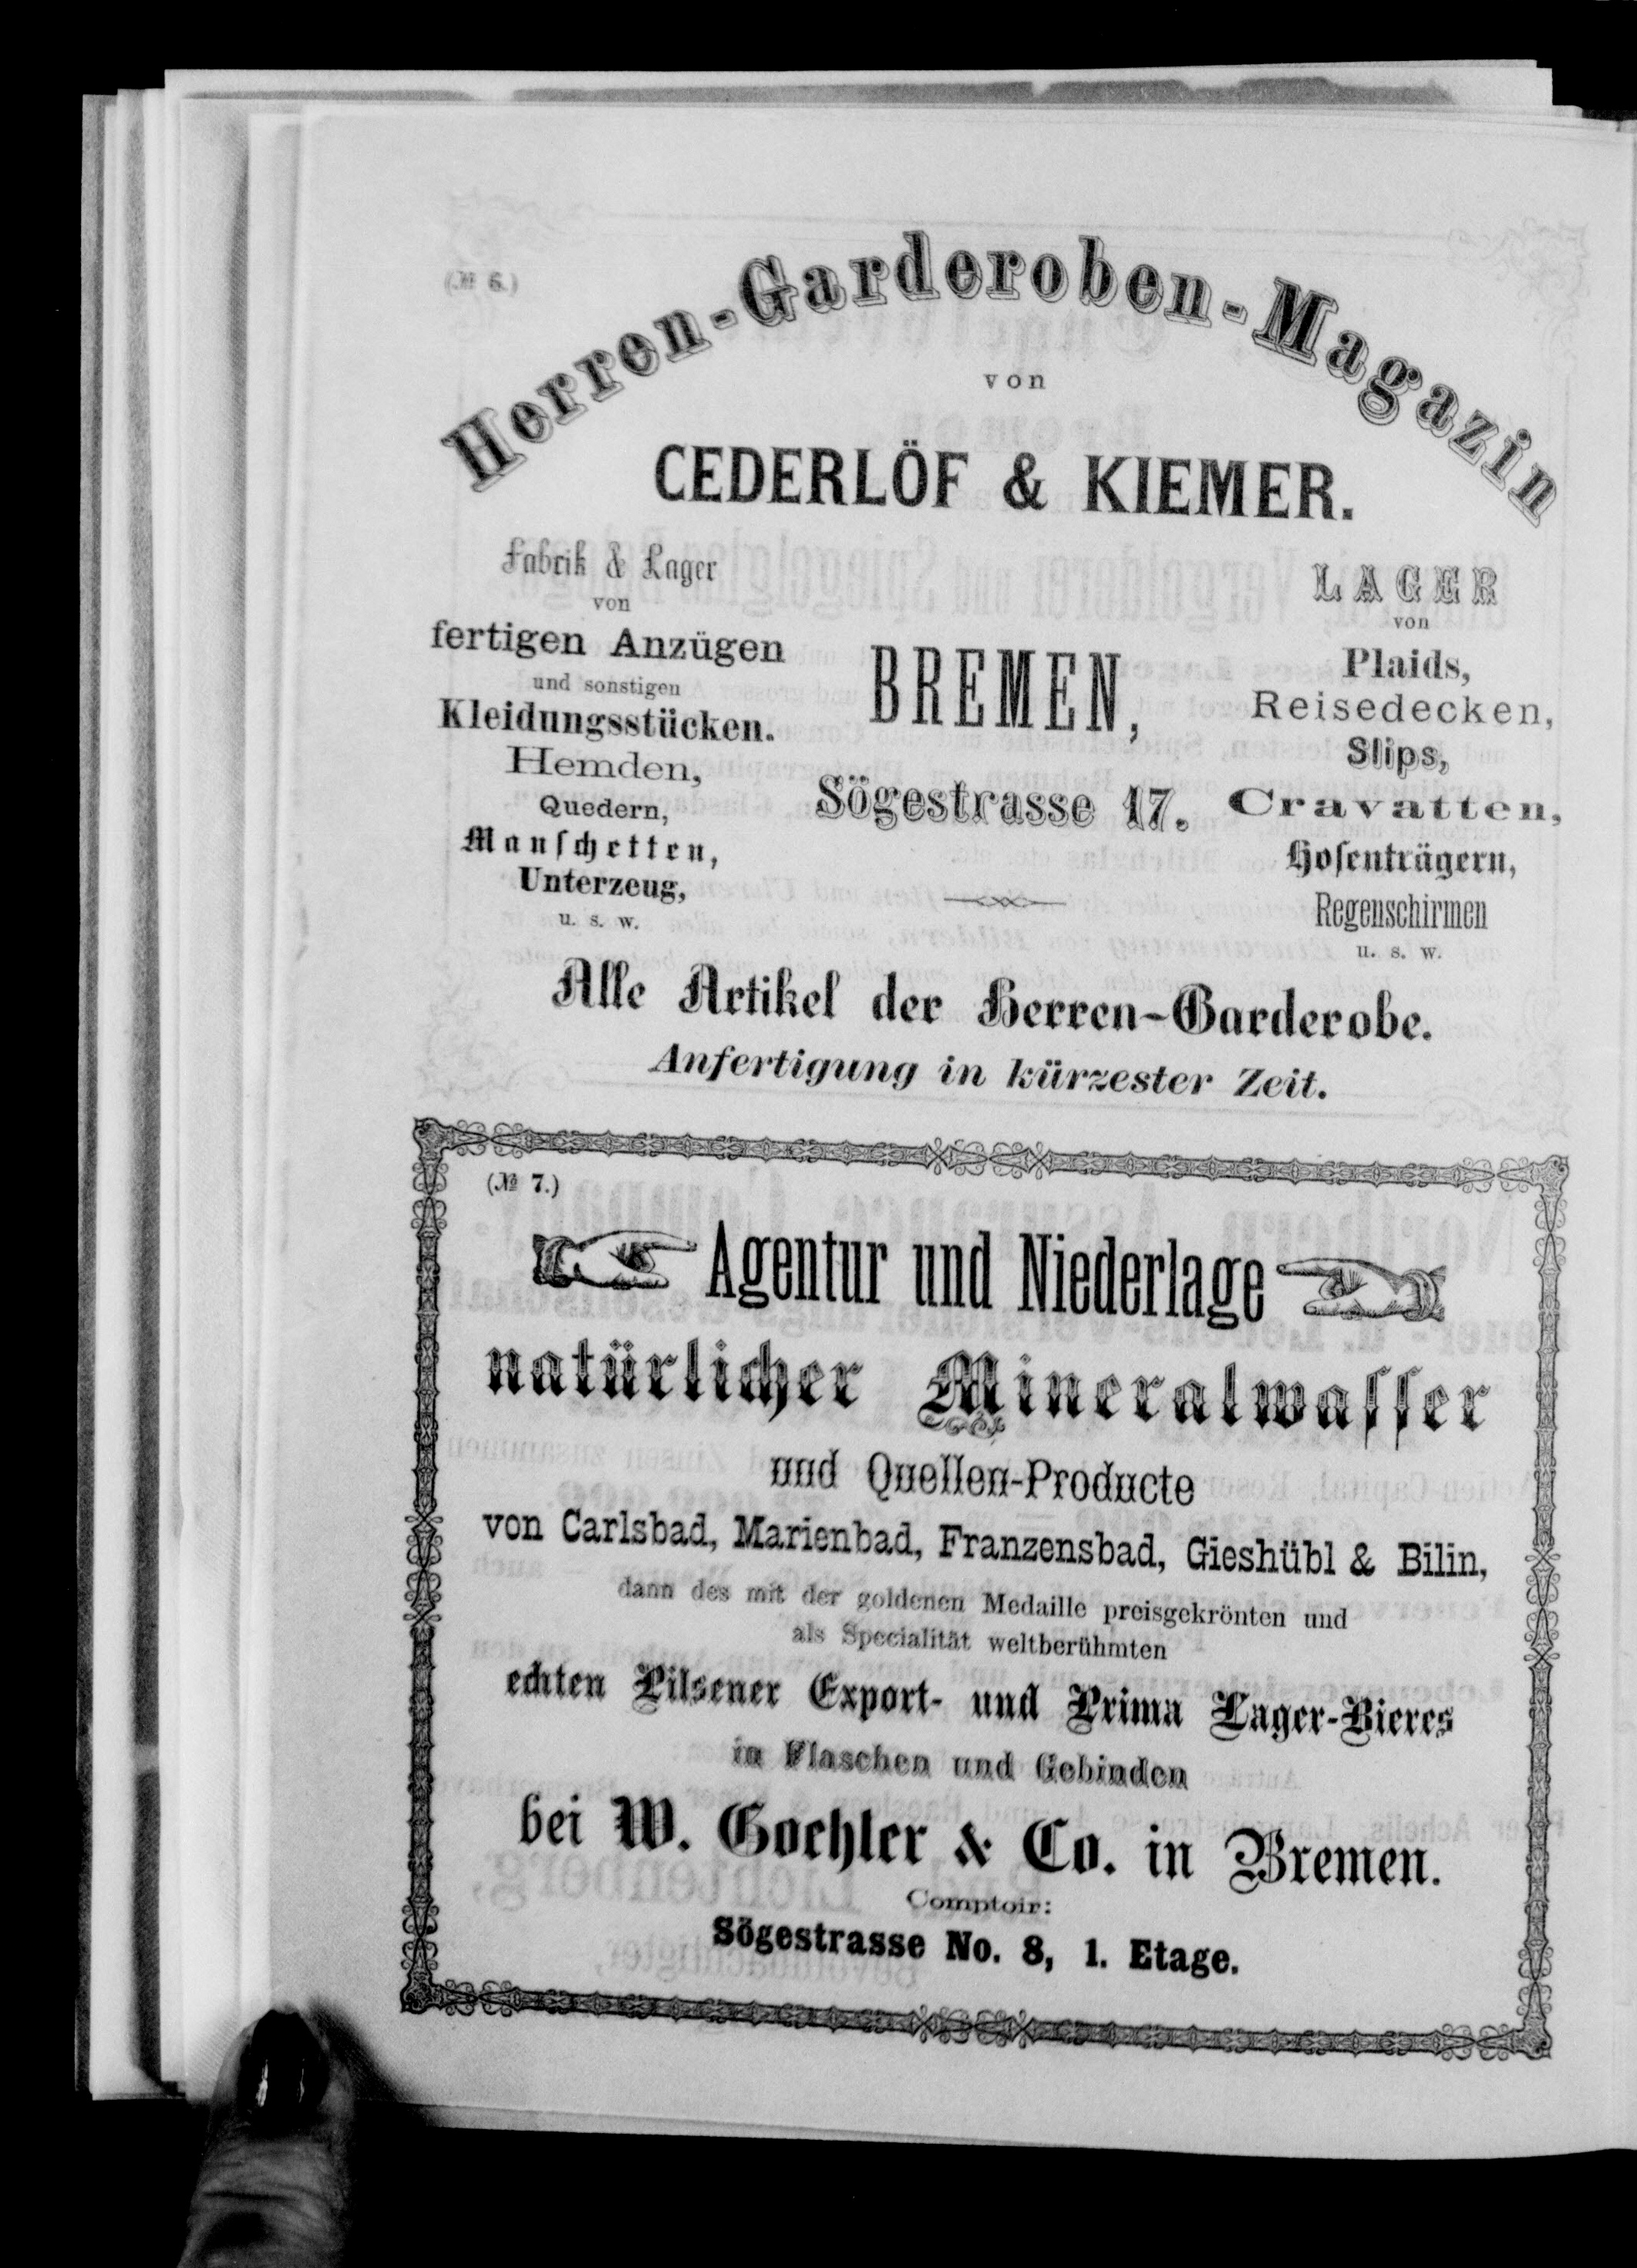 (№ 6.)
Herren-Garderoben-Magazin
von
CEDERLÖF & KIEMER.
Fabrik & Lager
von
fertigen Anzügen
und sonstigen
Kleidungsstücken.
Hemden,
Quedern,
Manschetten,
Unterzeug,
u. s. w.
BREMEN,
Sögestrasse 17.
LAGER
von
Plaids,
Reisedecken,
Slips,
Cravatten,
Hosenträgern,
Regenschirmen
u. s. w.
Alle Artikel der Herren-Garderobe.
Anfertigung in kürzester Zeit.
(№ 7.)
Agentur und Niederlage
natürlicher Mineralwasser
und Quellen-Producte
von Carlsbad, Marienbad, Franzensbad, Gieshübl & Bilin,
dann des mit der goldenen Medaille preisgekrönten und
als Specialität weltberühmten
echten Pilsener Export- und Prima Lager-Bieres
in Flaschen und Gebinden
bei W. Goehler & Co. in Bremen.
Comptoir:
Sögestrasse No. 8, 1. Etage.